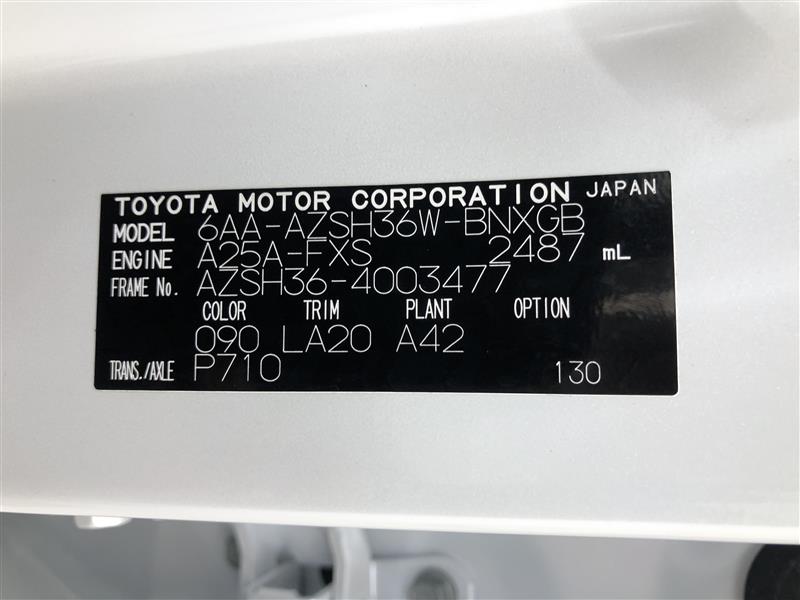 TOYOTA MOTOR CORPORATION JAPAN
MODEL 6AA-AZSH36W-BNXGB
ENGINE A25A-FXS 2487 mL
FRAME No. AZSH36-4003477
COLOR TRIM PLANT OPTION
090 LA20 A42
TRANS./AXLE P710 130